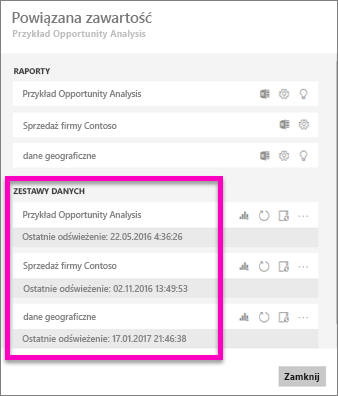 Powiązana zawartość
Przykład Opportunity Analysis
RAPORTY
Przykład Opportunity Analysis
Sprzedaż firmy Contoso
dane geograficzne
ZESTAWY DANYCH
Przykład Opportunity Analysis
Ostatnie odświeżenie: 22.05.2016 4:36:26
Sprzedaż firmy Contoso
Ostatnie odświeżenie: 02.11.2016 13:49:53
dane geograficzne
Ostatnie odświeżenie: 17.01.2017 21:46:38
Zamknij